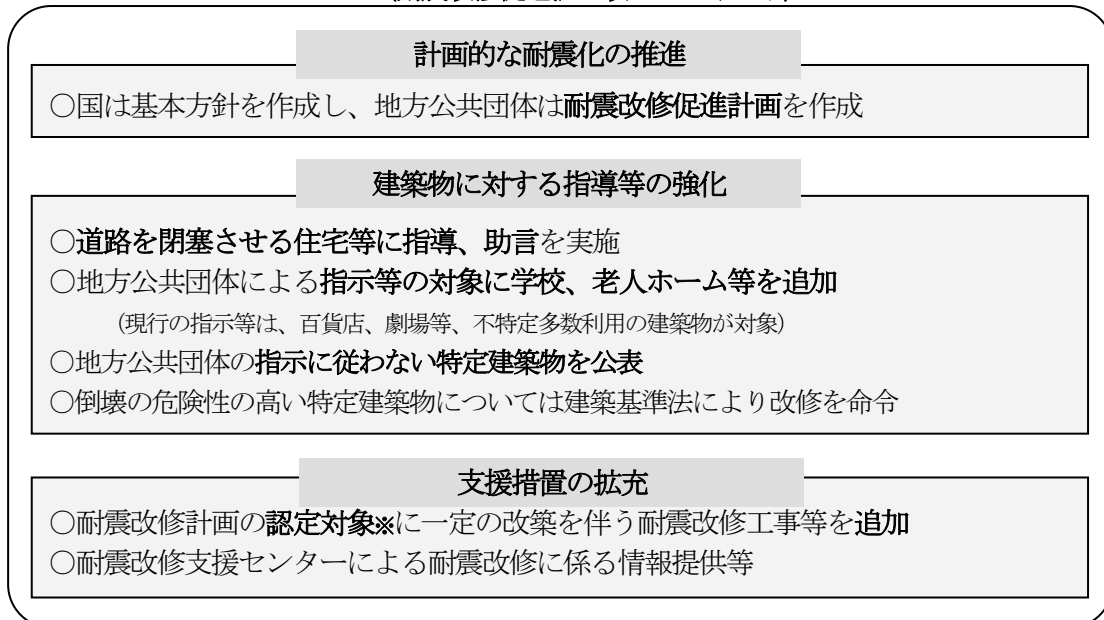 計画的な耐震化の推進
○国は基本方針を作成し、地方公共団体は耐震改修促進計画を作成
建築物に対する指導等の強化
○道路を閉塞させる住宅等に指導、助言を実施
○地方公共団体による指示等の対象に学校、老人ホーム等を追加
（現行の指示等は、百貨店、劇場等、不特定多数利用の建築物が対象）
○地方公共団体の指示に従わない特定建築物を公表
○倒壊の危険性の高い特定建築物については建築基準法により改修を命令
支援措置の拡充
○耐震改修計画の認定対象※に一定の改築を伴う耐震改修工事等を追加
○耐震改修支援センターによる耐震改修に係る情報提供等